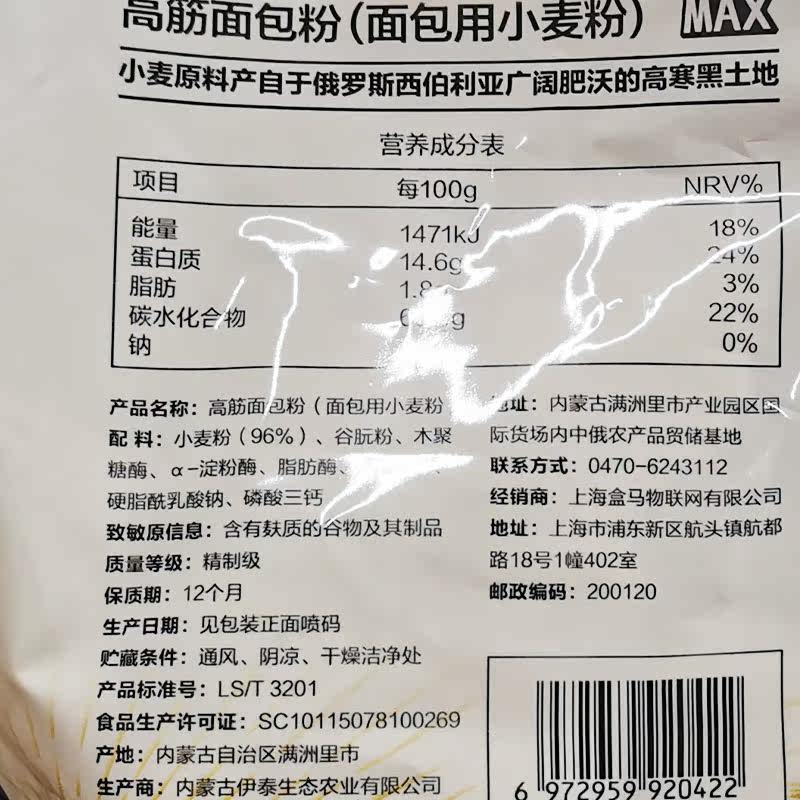 高筋面包粉(面包用小麦粉) MAX
小麦原料产自于俄罗斯西伯利亚广阔肥沃的高寒黑土地
营养成分表
项目 每100g NRV%
能量 1471kJ 18%
蛋白质 14.6g 24%
脂肪 3%
碳水化合物 22%
钠 0%
产品名称：高筋面包粉（面包用小麦粉
配 料：小麦粉（96%）、谷朊粉、木聚
糖酶、α-淀粉酶、脂肪酶、
硬脂酰乳酸钠、磷酸三钙
致敏原信息：含有麸质的谷物及其制品
质量等级：精制级
保质期：12个月
生产日期：见包装正面喷码
贮藏条件：通风、阴凉、干燥洁净处
产品标准号：LS/T 3201
食品生产许可证：SC10115078100269
产地：内蒙古自治区满洲里市
生产商：内蒙古伊泰生态农业有限公司
地址：内蒙古满洲里市产业园区国
际货场内中俄农产品贸储基地
联系方式：0470-6243112
经销商：上海盒马物联网有限公司
地址：上海市浦东新区航头镇航都
路18号1幢402室
邮政编码：200120
6 972959 920422